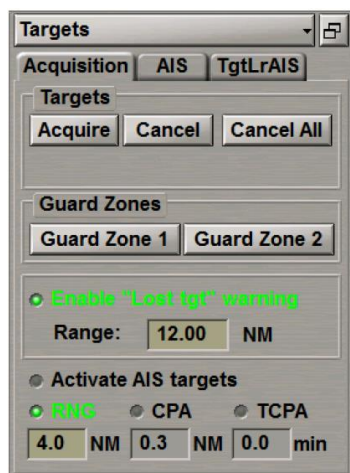 Targets
Acquisition AIS TgtLrAIS
Targets
Acquire Cancel Cancel All
Guard Zones
Guard Zone 1 Guard Zone 2
Enable "Lost tgt" warning
Range: 12.00 NM
Activate AIS targets
RNG CPA TCPA
4.0 NM 0.3 NM 0.0 min